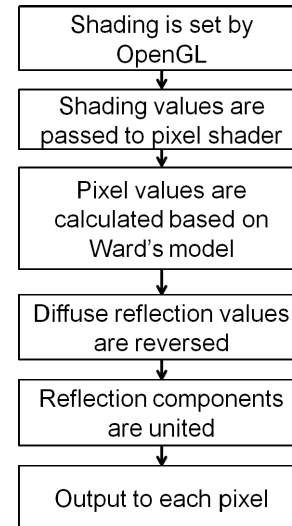 Shading is set by
OpenGL
Shading values are
passed to pixel shader
Pixel values are
calculated based on
Ward's model
Diffuse reflection values
are reversed
Reflection components
are united
Output to each pixel